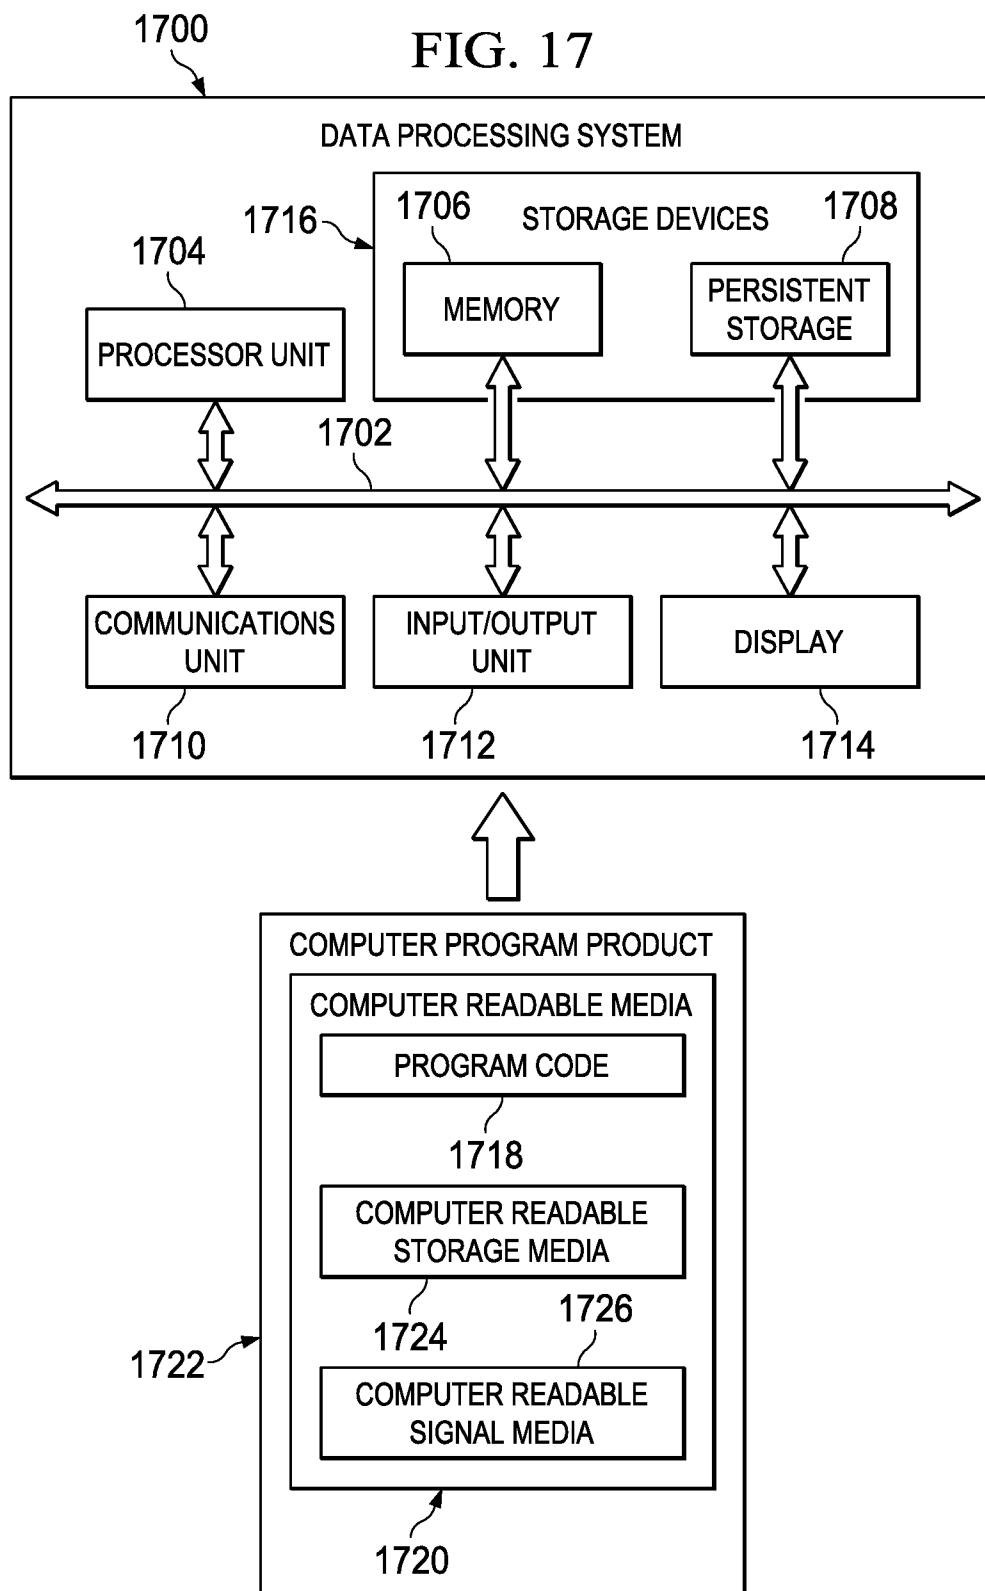 1700
FIG. 17
DATA PROCESSING SYSTEM
1716
1706
STORAGE DEVICES
1708
1704
MEMORY
PERSISTENT
STORAGE
PROCESSOR UNIT
1702
COMMUNICATIONS
UNIT
INPUT/OUTPUT
UNIT
DISPLAY
1710
1712
1714
COMPUTER PROGRAM PRODUCT
COMPUTER READABLE MEDIA
PROGRAM CODE
1718
COMPUTER READABLE
STORAGE MEDIA
1724
1726
1722
COMPUTER READABLE
SIGNAL MEDIA
1720